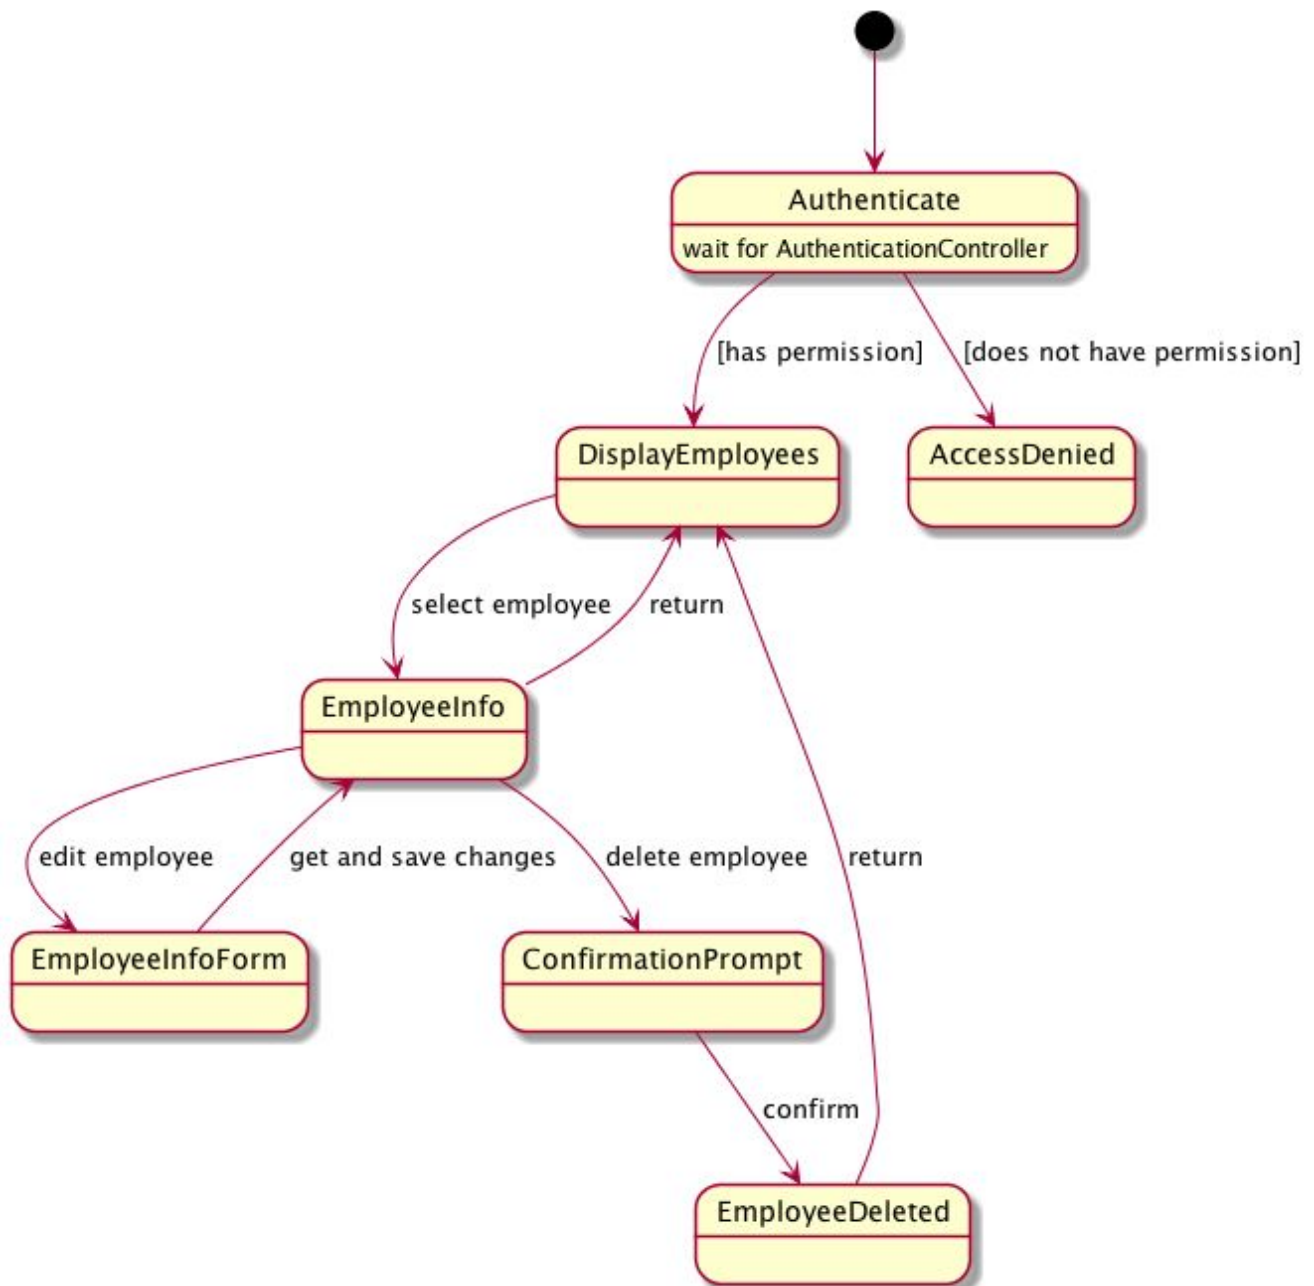 Authenticate
wait for AuthenticationController
[has permission]
[does not have permission]
DisplayEmployees
AccessDenied
select employee
return
EmployeeInfo
edit employee
get and save changes
delete employee
return
EmployeeInfoForm
ConfirmationPrompt
confirm
EmployeeDeleted